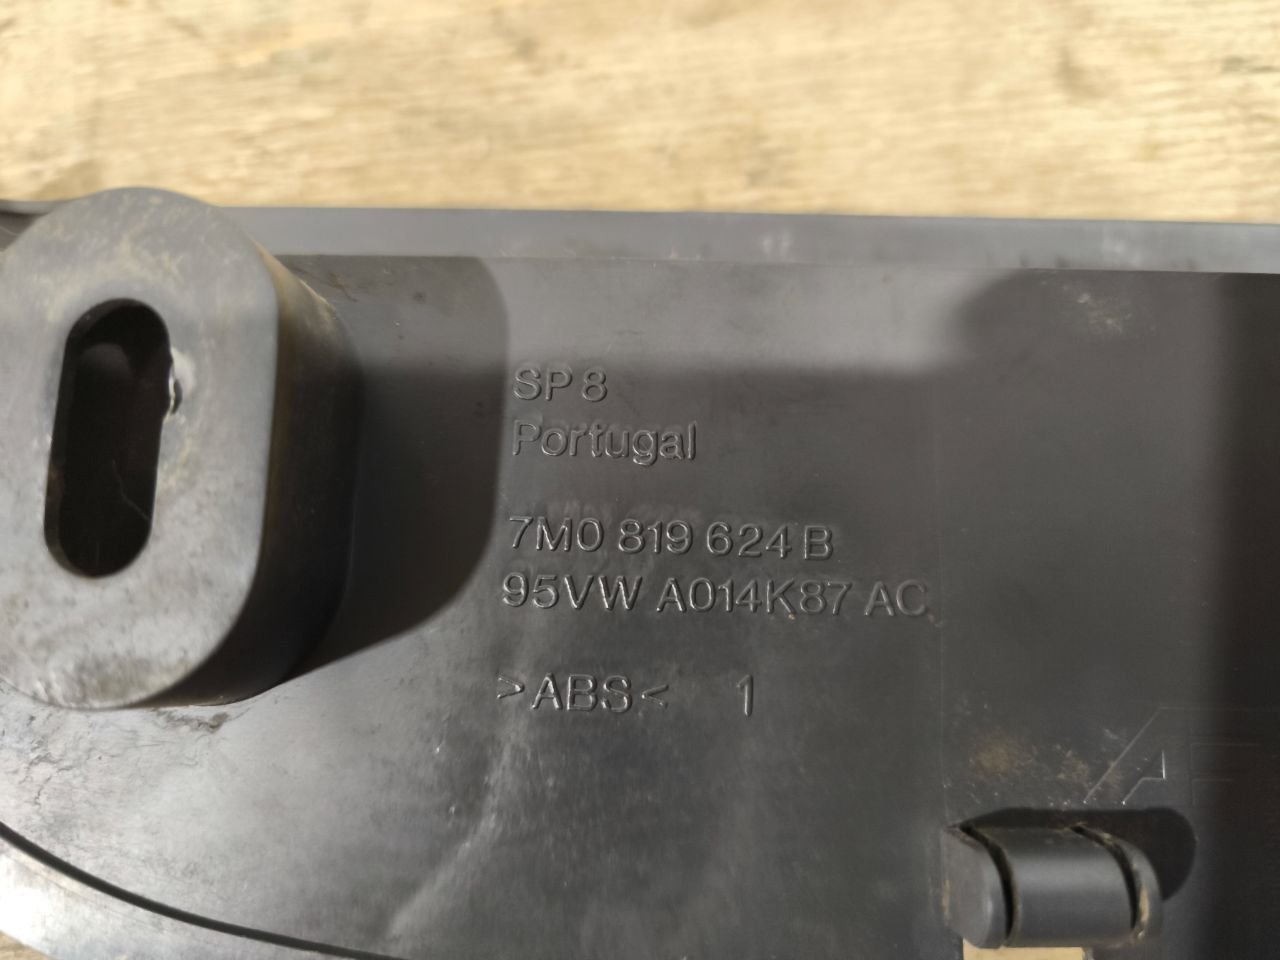 SP 8
Portugal
7M0 819 624 B
95VW A014K87 AC
>ABS< 1